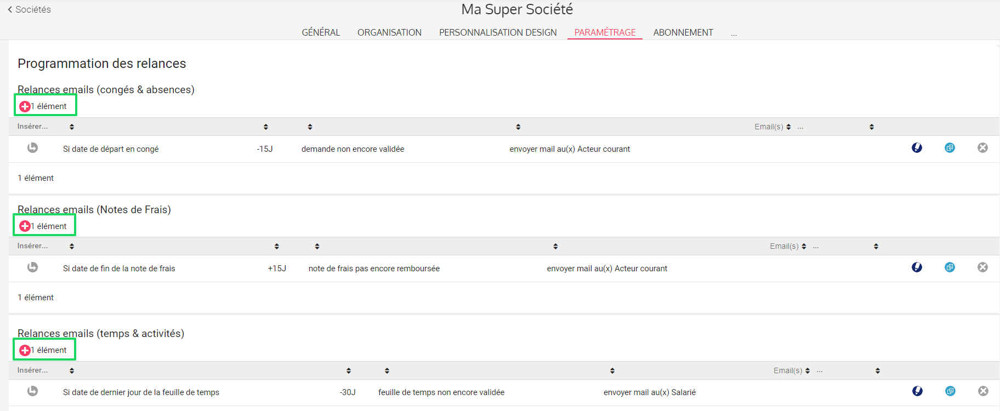 Sociétés
Ma Super Société
GÉNÉRAL ORGANISATION PERSONNALISATION DESIGN PARAMÉTRAGE ABONNEMENT ...
Programmation des relances
Relances emails (congés & absences)
1 élément
Insérer... Email(s) ...
Si date de départ en congé -15J demande non encore validée envoyer mail au(x) Acteur courant
1 élément
Relances emails (Notes de Frais)
1 élément
Insérer... Email(s) ...
Si date de fin de la note de frais +15J note de frais pas encore remboursée envoyer mail au(x) Acteur courant
1 élément
Relances emails (temps & activités)
1 élément
Insérer... Email(s) ...
Si date de dernier jour de la feuille de temps -30J feuille de temps non encore validée envoyer mail au(x) Salarié